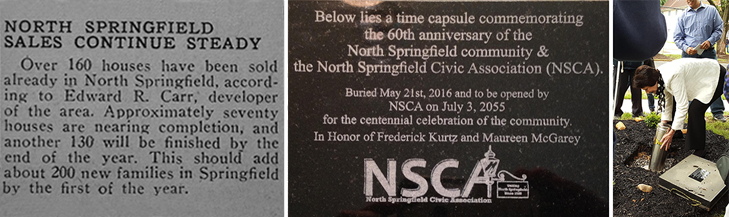 NORTH SPRINGFIELD
SALES CONTINUE STEADY
Over 160 houses have been sold
already in North Springfield, accord-
ing to Edward R. Carr, developer
of the area. Approximately seventy
houses are nearing completion, and
another 130 will be finished by the
end of the year. This should add
about 200 new families in Springfield
by the first of the year.
Below lies a time capsule commemorating
the 60th anniversary of the
North Springfield community &
the North Springfield Civic Association (NSCA).
Buried May 21st, 2016 and to be opened by
NSCA on July 3, 2055
for the centennial celebration of the community.
In Honor of Frederick Kurtz and Maureen McGarey
NSCA
North Springfield Civic Association